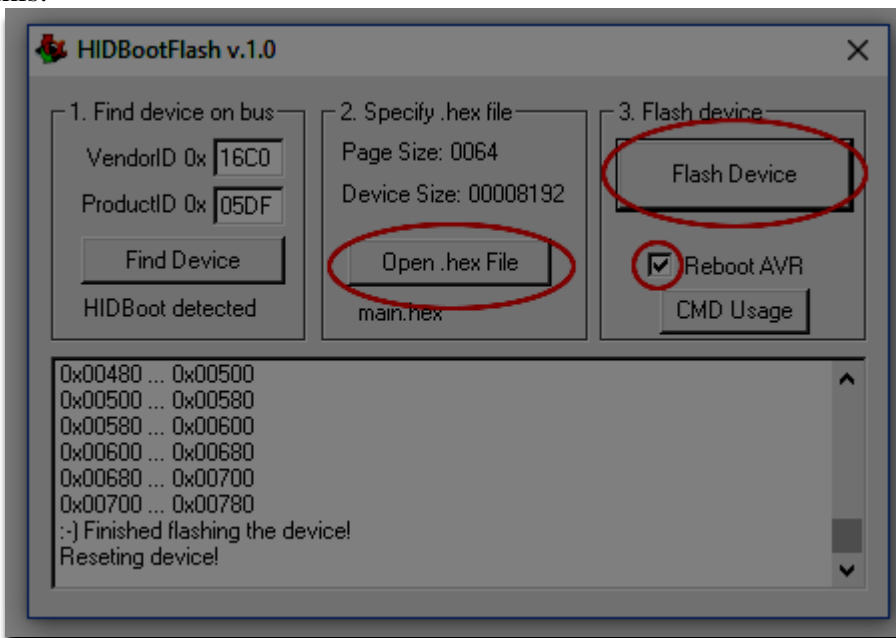 HIDBootFlash v.1.0
1. Find device on bus
VendorID 0x 16C0
ProductID 0x 05DF
Find Device
HIDBoot detected
2. Specify .hex file
Page Size: 0064
Device Size: 00008192
Open .hex File
main.hex
3. Flash device
Flash Device
Reboot AVR
CMD Usage
0x00480 ... 0x00500
0x00500 ... 0x00580
0x00580 ... 0x00600
0x00600 ... 0x00680
0x00680 ... 0x00700
0x00700 ... 0x00780
:-) Finished flashing the device!
Reseting device!